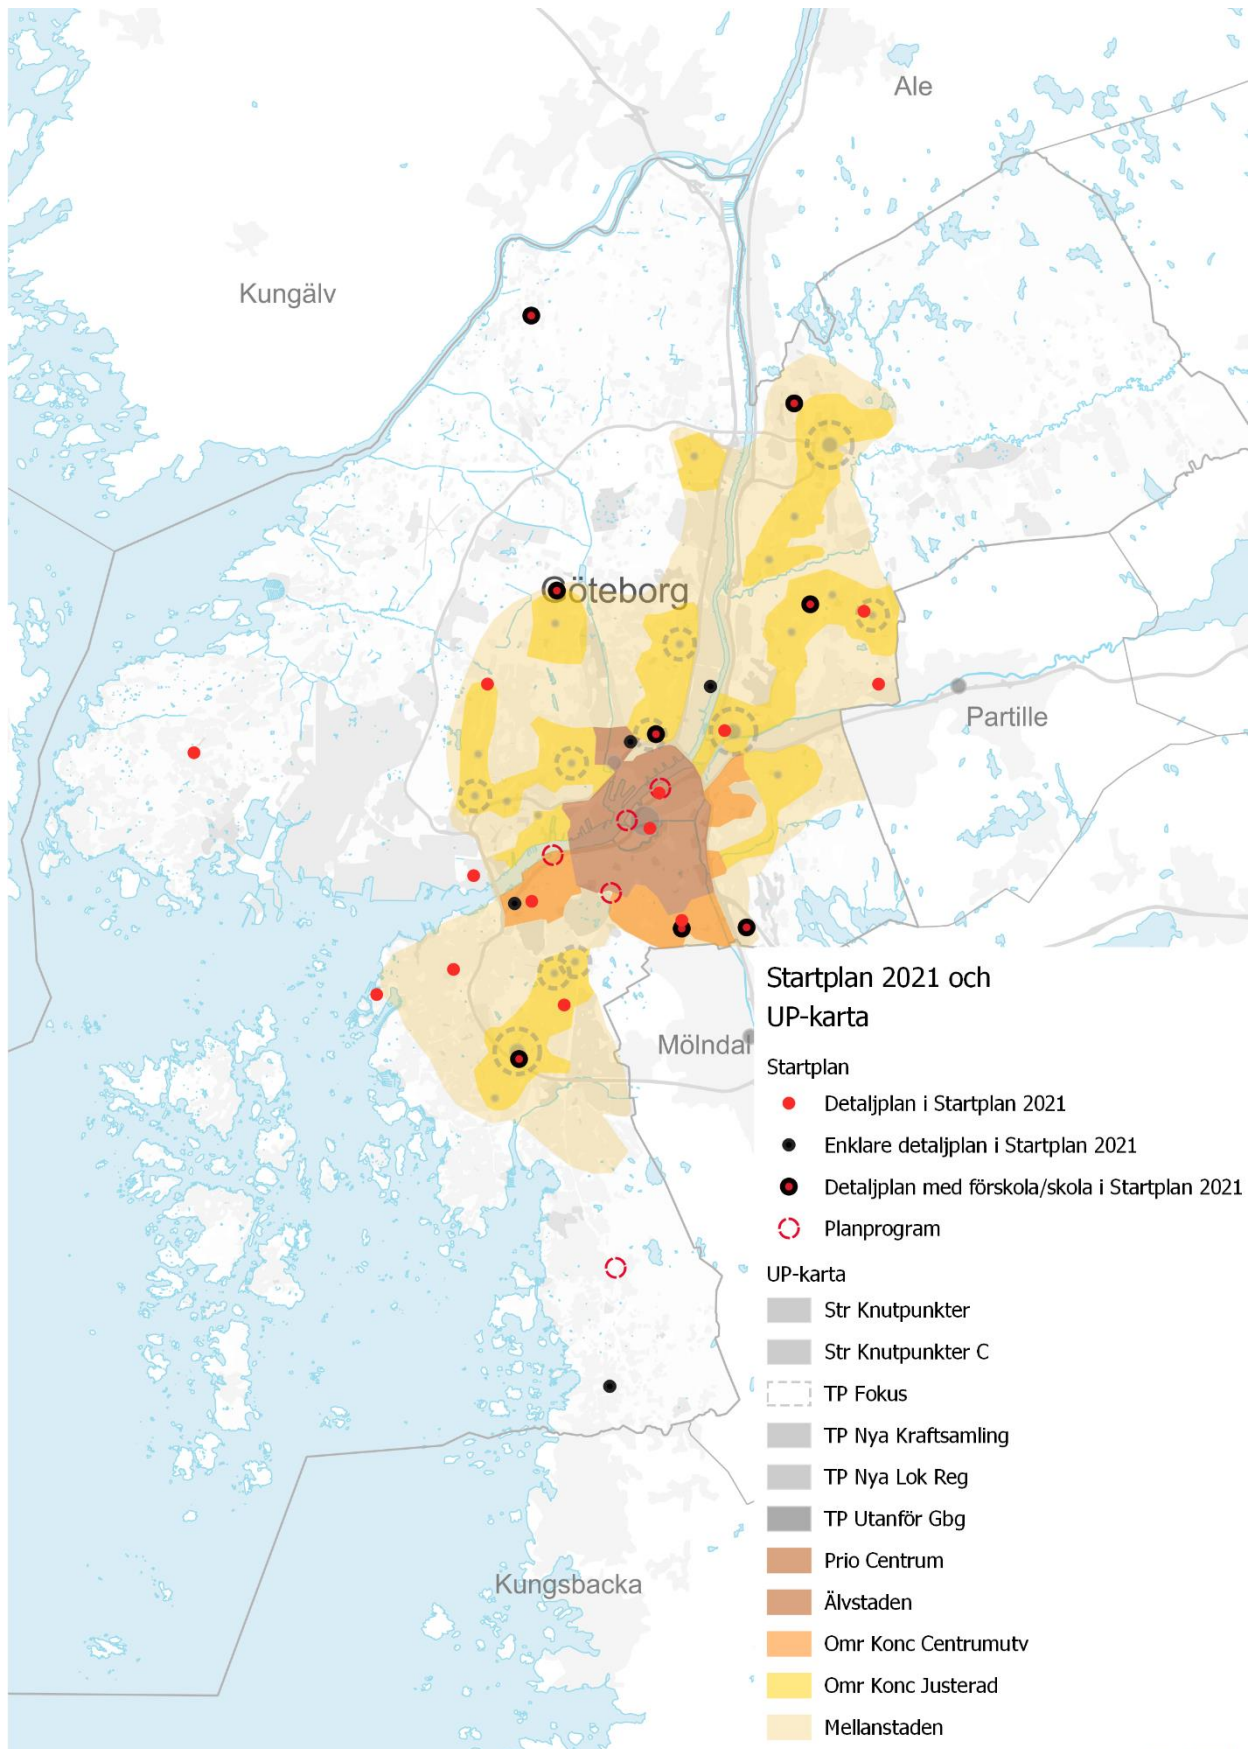 Ale
Kungälv
Göteborg
Partille
Mölndal
Kungsbacka
Startplan 2021 och
UP-karta
Startplan
Detaljplan i Startplan 2021
Enklare detaljplan i Startplan 2021
Detaljplan med förskola/skola i Startplan 2021
Planprogram
UP-karta
Str Knutpunkter
Str Knutpunkter C
TP Fokus
TP Nya Kraftsamling
TP Nya Lok Reg
TP Utanför Gbg
Prio Centrum
Älvstaden
Omr Konc Centrumutv
Omr Konc Justerad
Mellanstaden